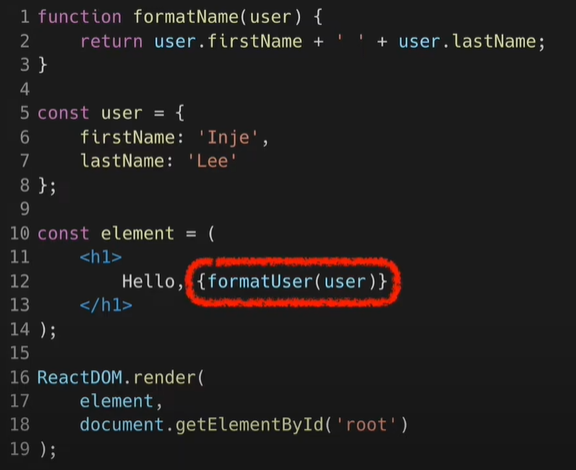 1 function formatName(user) {
2     return user.firstName + ' ' + user.lastName;
3 }
4
5 const user = {
6     firstName: 'Inje',
7     lastName: 'Lee'
8 };
9
10 const element = (
11     <h1>
12         Hello, {formatUser(user)}
13     </h1>
14 );
15
16 ReactDOM.render(
17     element,
18     document.getElementById('root')
19 );